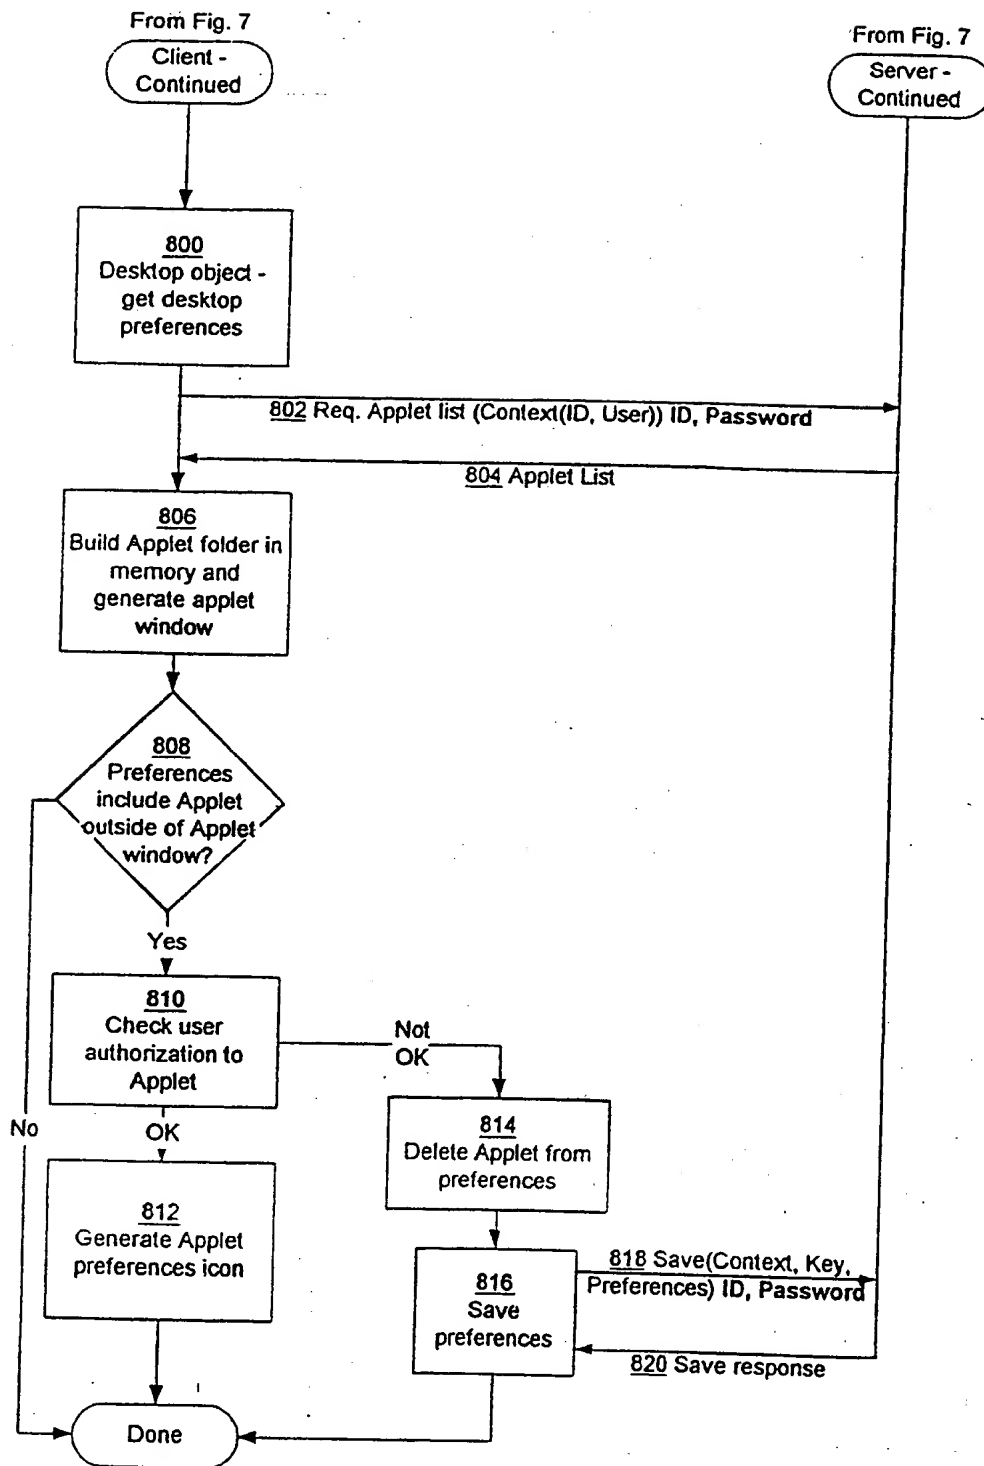 From Fig. 7
Client -
Continued
From Fig. 7
Server -
Continued
800
Desktop object -
get desktop
preferences
802 Req. Applet list (Context(ID, User)) ID, Password
804 Applet List
806
Build Applet folder in
memory and
generate applet
window
808
Preferences
include Applet
outside of Applet
window?
Yes
No
810
Check user
authorization to
Applet
Not
OK
OK
812
Generate Applet
preferences icon
814
Delete Applet from
preferences
816
Save
preferences
818 Save(Context, Key,
Preferences) ID, Password
820 Save response
Done